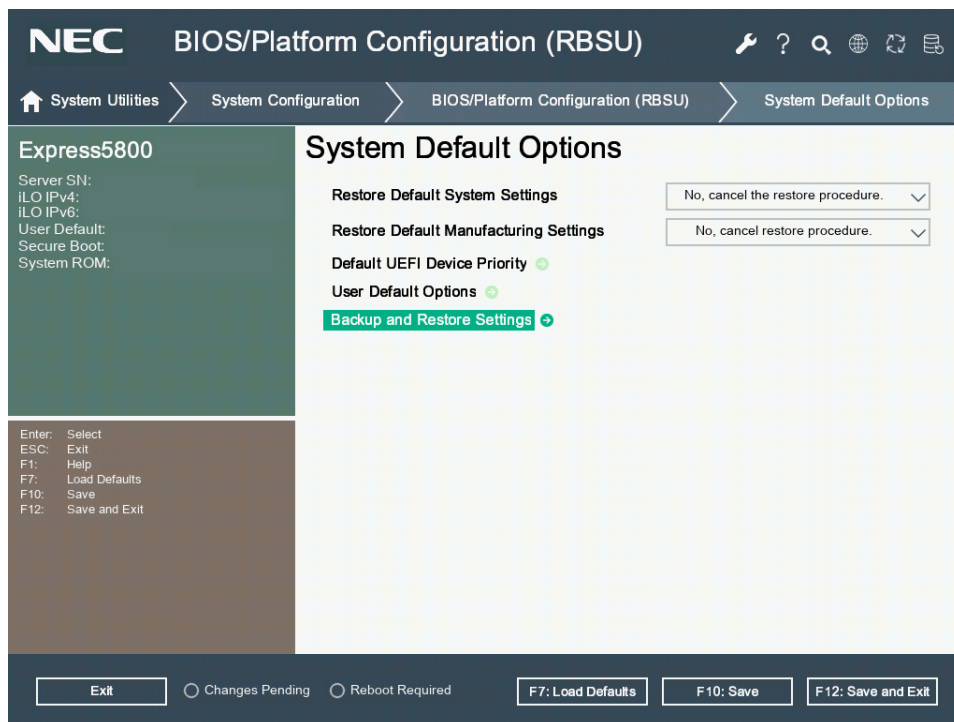 NEC BIOS/Platform Configuration (RBSU) ?
System Utilities System Configuration BIOS/Platform Configuration (RBSU) System Default Options
Express5800
Server SN:
iLO IPv4:
iLO IPv6:
User Default:
Secure Boot:
System ROM:
System Default Options
Restore Default System Settings No, cancel the restore procedure.
Restore Default Manufacturing Settings No, cancel restore procedure.
Default UEFI Device Priority
User Default Options
Backup and Restore Settings
Enter: Select
ESC: Exit
F1: Help
F7: Load Defaults
F10: Save
F12: Save and Exit
Exit Changes Pending Reboot Required F7: Load Defaults F10: Save F12: Save and Exit